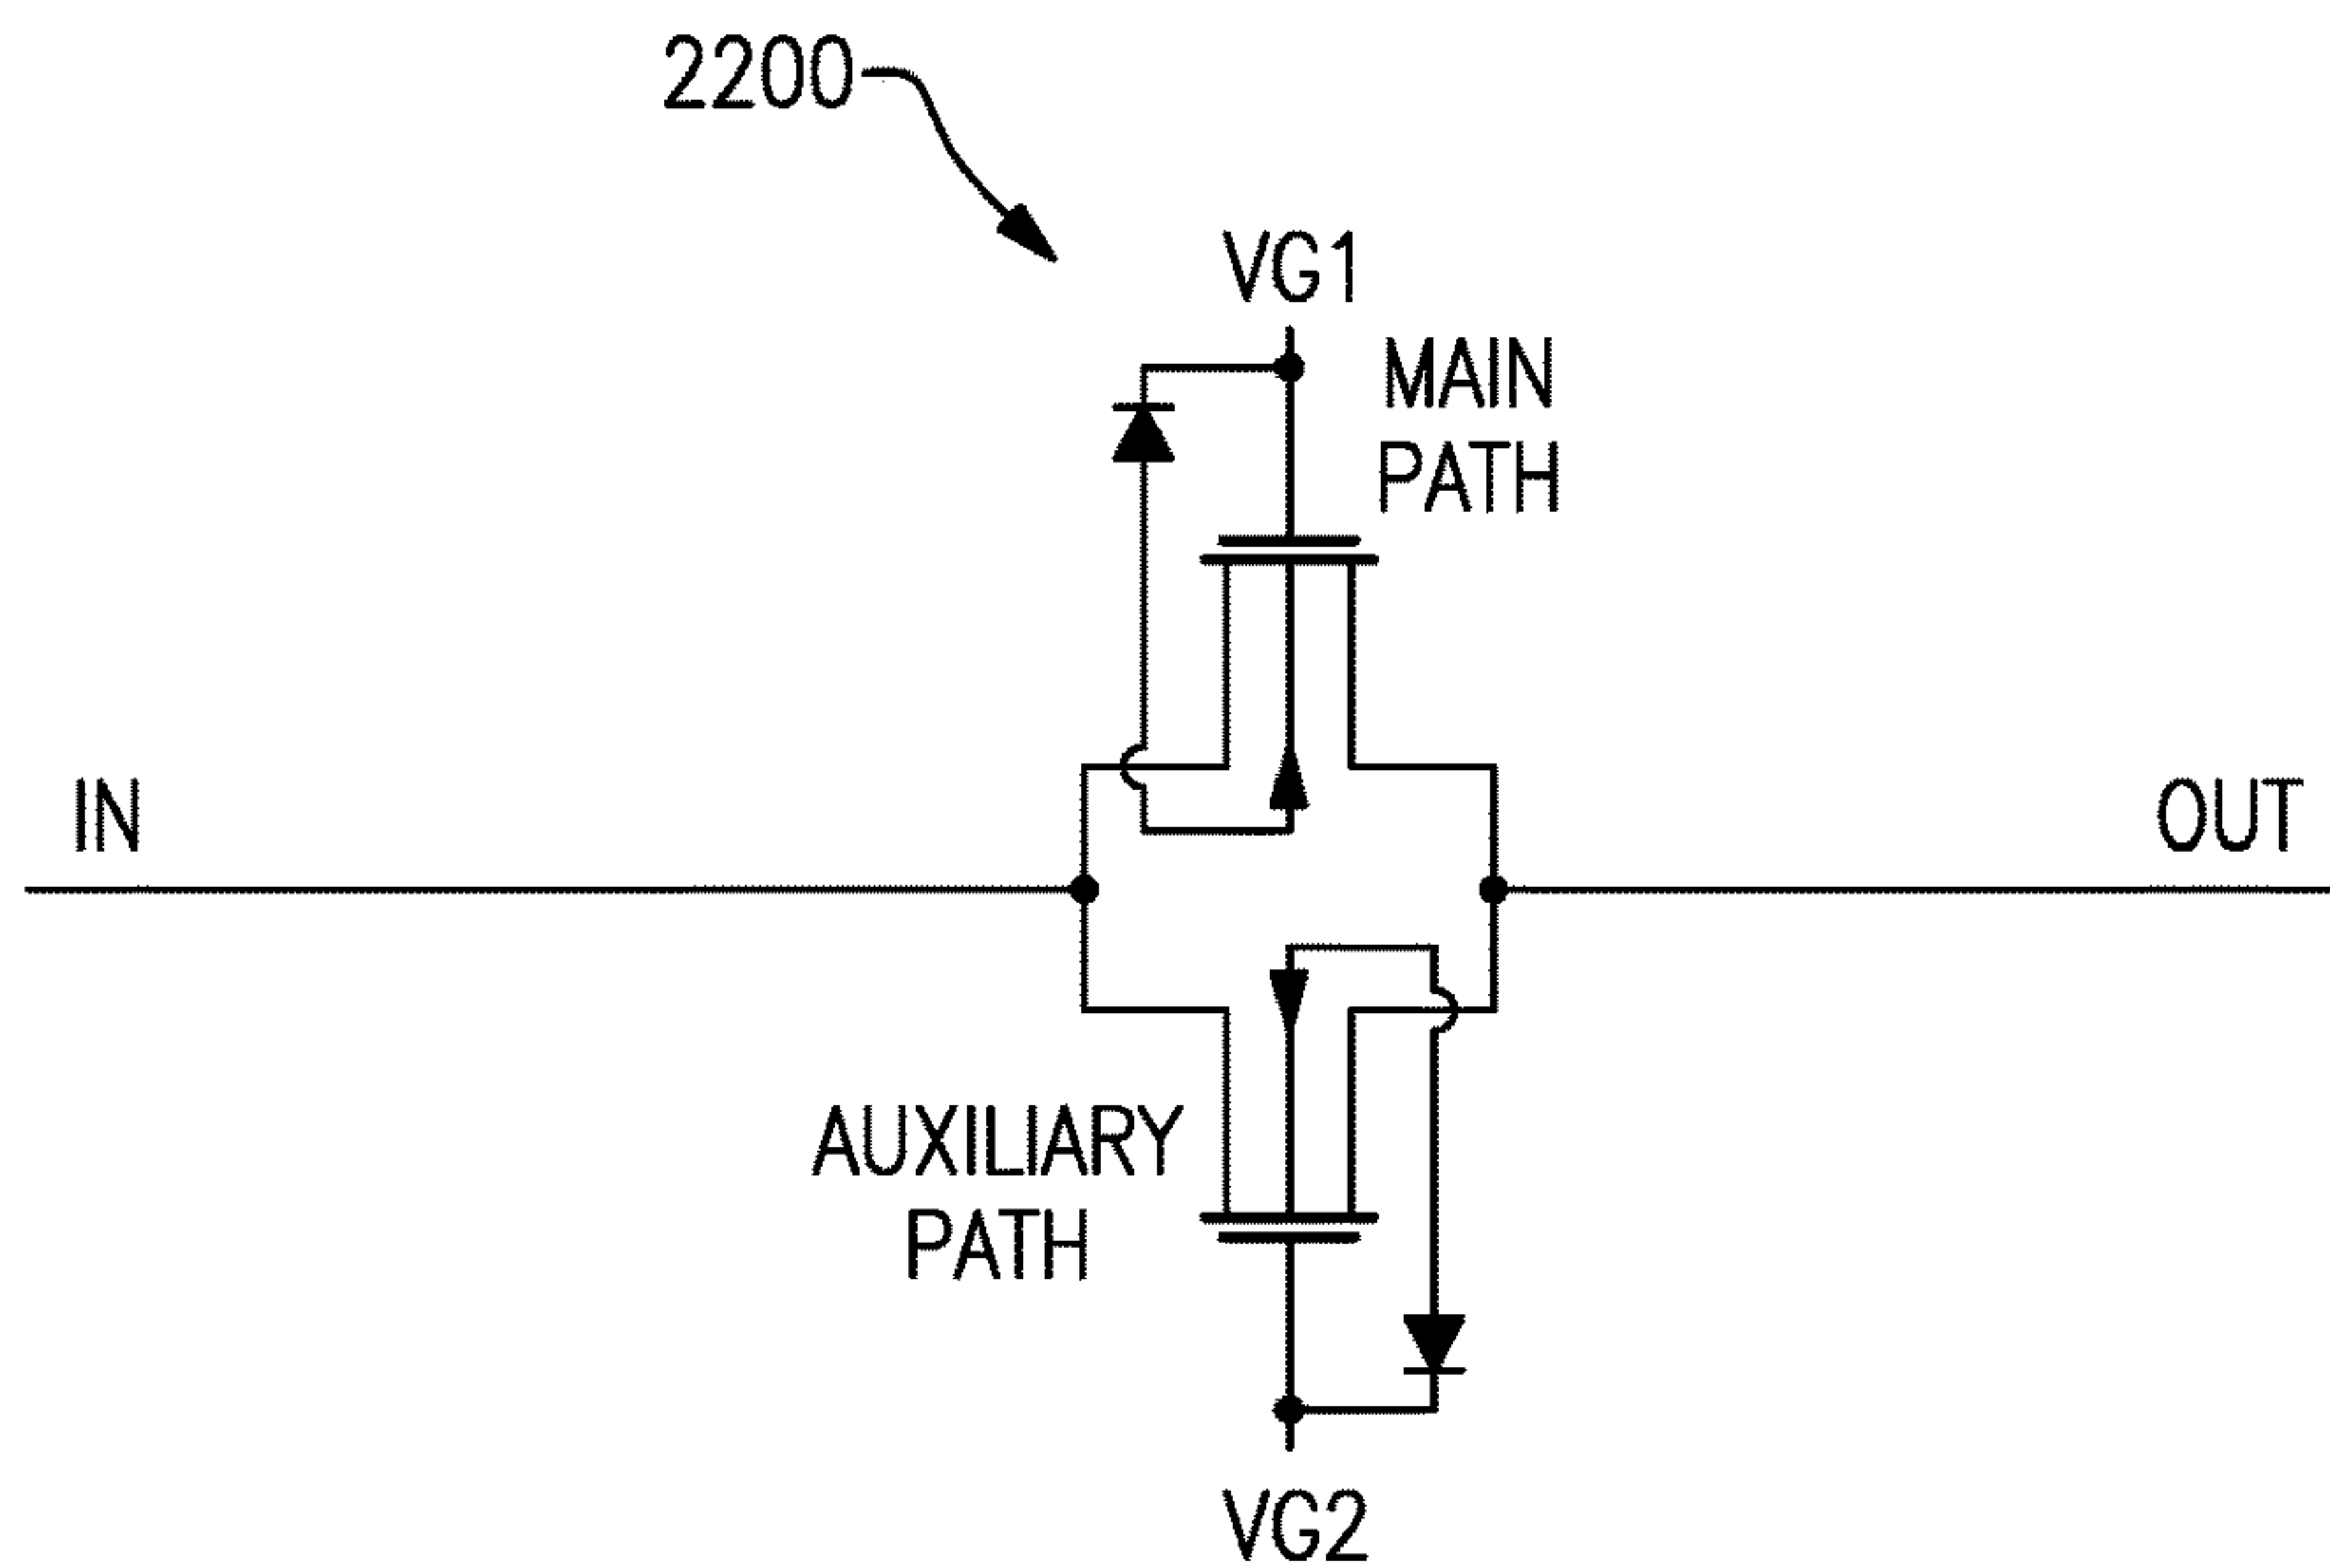 2200
VG1
MAIN
PATH
IN
OUT
AUXILIARY
PATH
VG2